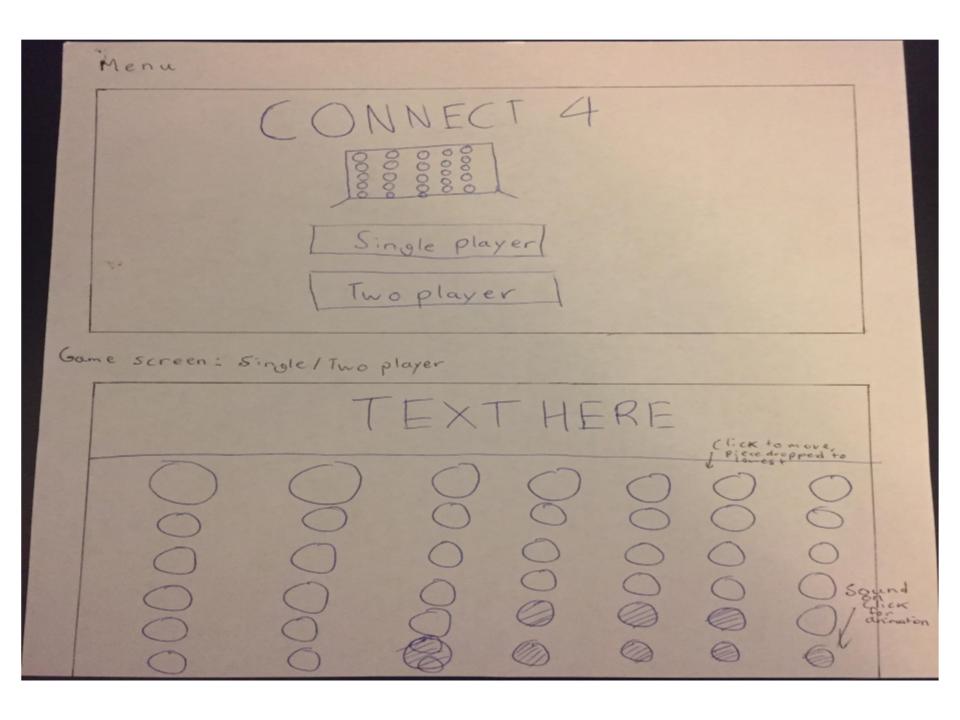 Menu
CONNECT 4
Single player
Two player
Game screen: Single/Two player
TEXT HERE
Click to move,
Piece dropped to
lowest
Sound
on
click
for
animation